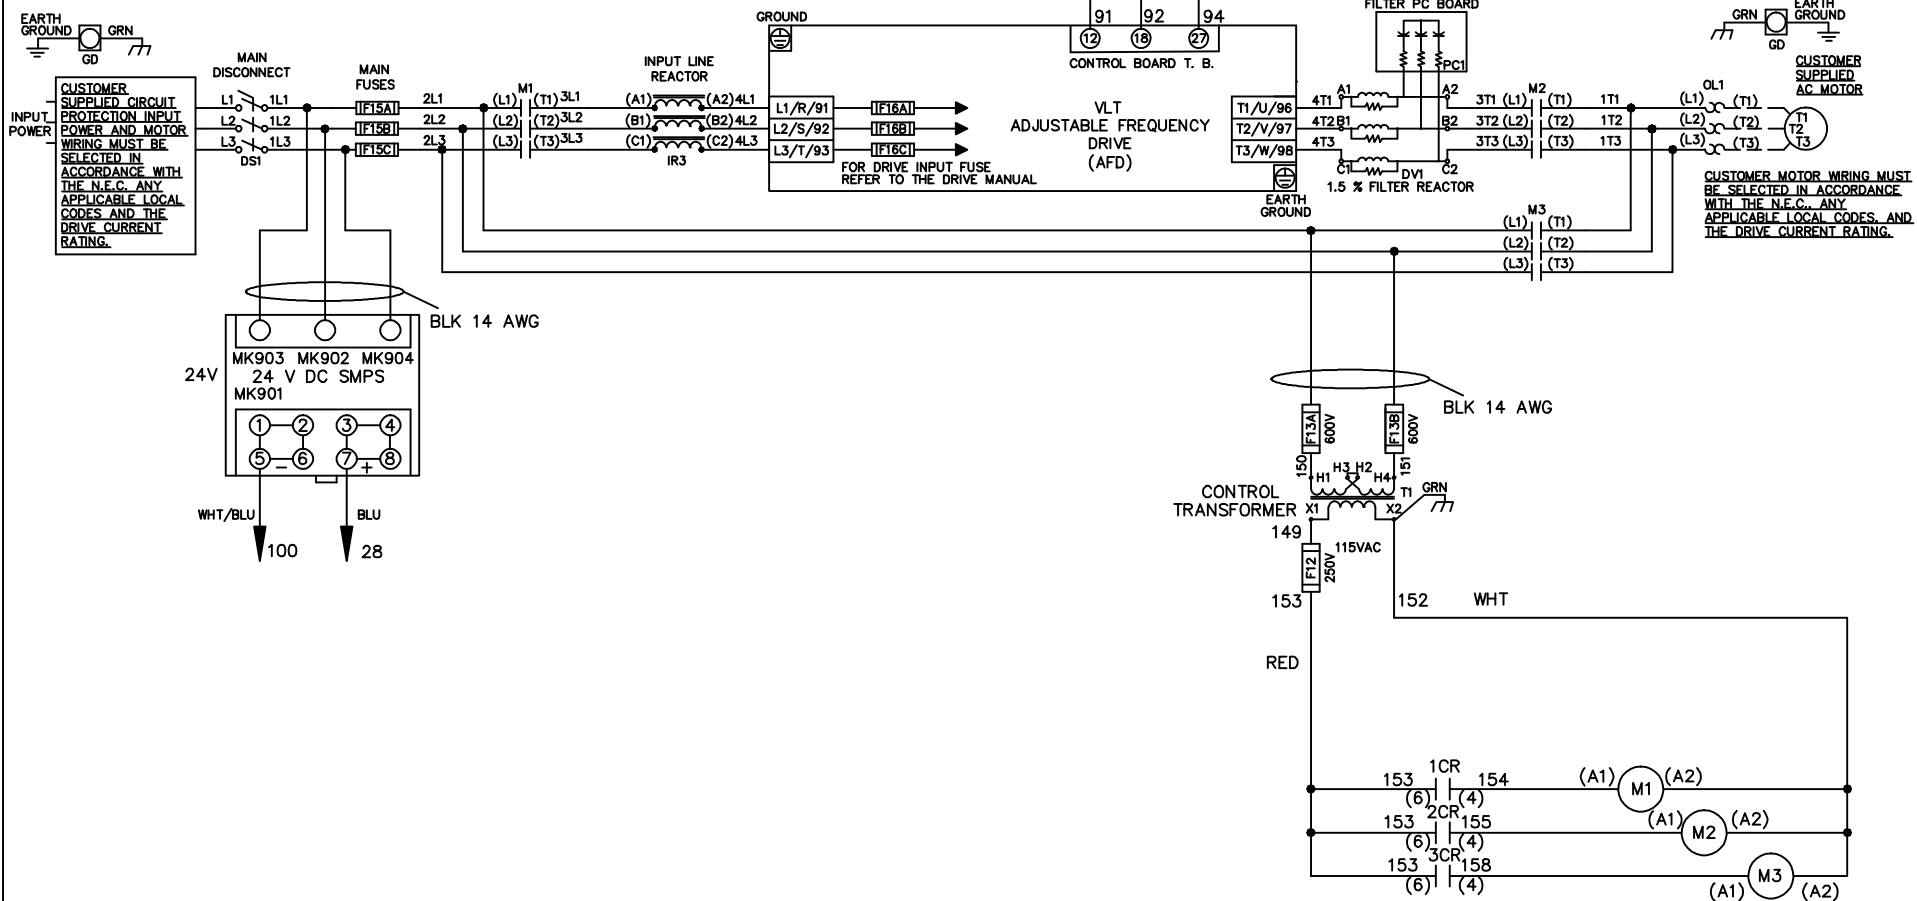 EARTH
GROUND
GRN
GD
INPUT
POWER
CUSTOMER
SUPPLIED CIRCUIT
PROTECTION INPUT
POWER AND MOTOR
WIRING MUST BE
SELECTED IN
ACCORDANCE WITH
THE N.E.C. ANY
APPLICABLE LOCAL
CODES AND THE
DRIVE CURRENT
RATING.
MAIN
DISCONNECT
L1 1L1
L2 1L2
L3 1L3
DS1
MAIN
FUSES
F15A
F15B
F15C
2L1
2L2
2L3
M1
(L1) (T1) 3L1
(L2) (T2) 3L2
(L3) (T3) 3L3
INPUT LINE
REACTOR
(A1) (A2) 4L1
(B1) (B2) 4L2
(C1) (C2) 4L3
IR3
GROUND
L1/R/91
L2/S/92
L3/T/93
F16A
F16B
F16C
FOR DRIVE INPUT FUSE
REFER TO THE DRIVE MANUAL
VLT
ADJUSTABLE FREQUENCY
DRIVE
(AFD)
91 92 94
12 18 27
CONTROL BOARD T. B.
T1/U/96
T2/V/97
T3/W/98
EARTH
GROUND
4T1
4T2
4T3
FILTER PC BOARD
PC1
A1 A2
B1 B2
C1 C2
DV1
1.5 % FILTER REACTOR
M2
3T1 (L1) (T1) 1T1
3T2 (L2) (T2) 1T2
3T3 (L3) (T3) 1T3
OL1
(L1) (T1)
(L2) (T2)
(L3) (T3)
T1
T2
T3
GRN
EARTH
GROUND
GD
CUSTOMER
SUPPLIED
AC MOTOR
CUSTOMER MOTOR WIRING MUST
BE SELECTED IN ACCORDANCE
WITH THE N.E.C., ANY
APPLICABLE LOCAL CODES, AND
THE DRIVE CURRENT RATING.
M3
(L1) (T1)
(L2) (T2)
(L3) (T3)
BLK 14 AWG
MK903 MK902 MK904
24V
24 V DC SMPS
MK901
1 2 3 4
5 - 6 7 + 8
WHT/BLU
BLU
100
28
BLK 14 AWG
F13A
600V
F13B
600V
150
151
H1 H3 H2 H4
T1
GRN
CONTROL
TRANSFORMER
X1 X2
149
115VAC
F12
250V
153
152 WHT
RED
1CR
153 154
(6) (4)
(A1) M1 (A2)
2CR
153 155
(6) (4)
(A1) M2 (A2)
3CR
153 158
(6) (4)
(A1) M3 (A2)